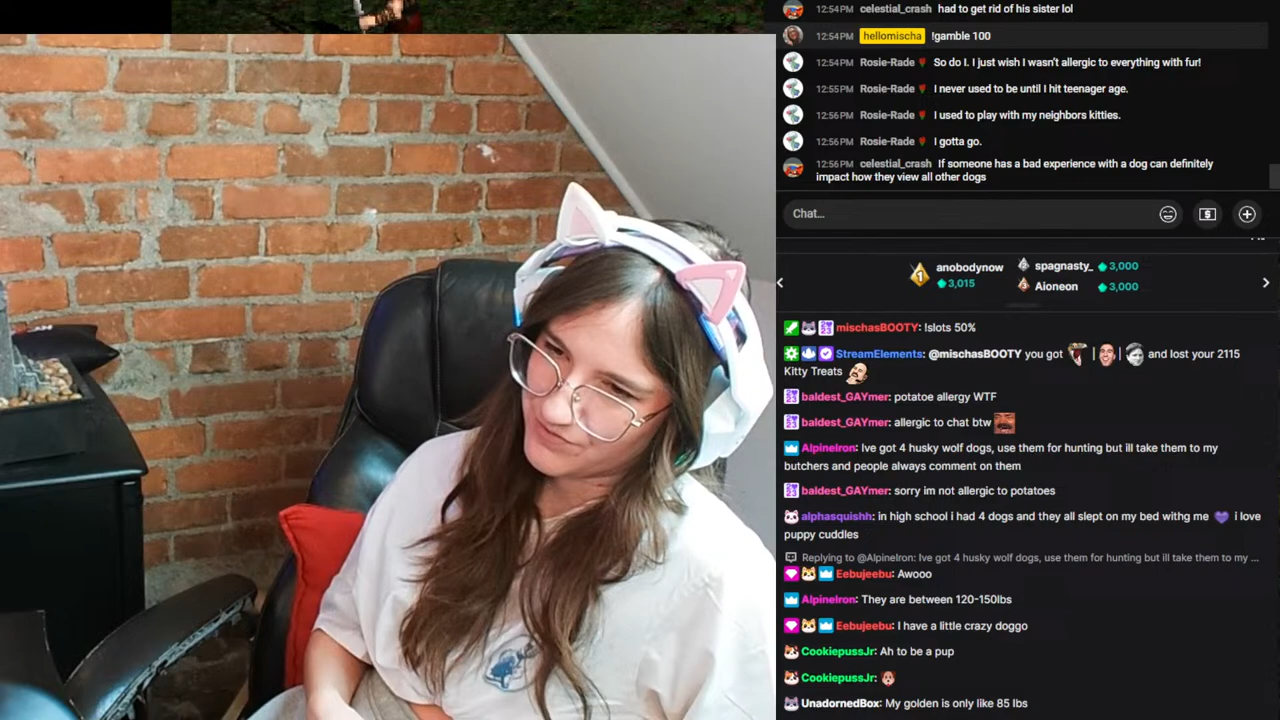 celestial_crash had to get rid of his sister lol
12:54PM hellomischa !gamble 100
12:54PM Rosie-Rade So do I. I just wish I wasn't allergic to everything with fur!
12:55PM Rosie-Rade I never used to be until I hit teenager age.
12:56PM Rosie-Rade I used to play with my neighbors kitties.
12:56PM Rosie-Rade I gotta go.
12:56PM celestial_crash If someone has a bad experience with a dog can definitely
impact how they view all other dogs
Chat...
anobodynow 3,015
spagnasty_ 3,000
Aioneon 3,000
mischasBOOTY: !slots 50%
StreamElements: @mischasBOOTY you got | | and lost your 2115
Kitty Treats
baldest_GAYmer: potatoe allergy WTF
baldest_GAYmer: allergic to chat btw
AlpineIron: Ive got 4 husky wolf dogs, use them for hunting but ill take them to my
butchers and people always comment on them
baldest_GAYmer: sorry im not allergic to potatoes
alphasquishh: in high school i had 4 dogs and they all slept on my bed withg me i love
puppy cuddles
Replying to @AlpineIron: Ive got 4 husky wolf dogs, use them for hunting but ill take them to my ...
Eebujeebu: Awooo
AlpineIron: They are between 120-150lbs
Eebujeebu: I have a little crazy doggo
CookiepussJr: Ah to be a pup
CookiepussJr:
UnadornedBox: My golden is only like 85 lbs